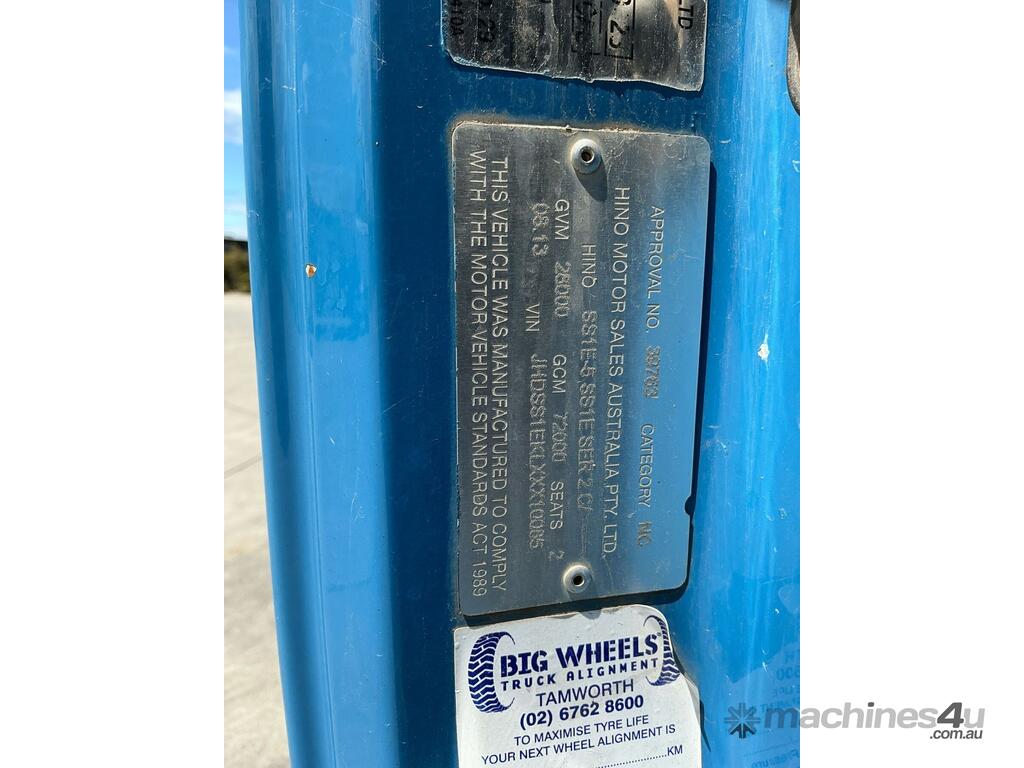 LTD
APPROVAL NO. 38763 CATEGORY NC
HINO MOTOR SALES AUSTRALIA PTY. LTD.
HINO SS1E-5 SS1E SER 2 C/
GVM 28000 GCM 72000 SEATS 2
08.13 VIN JHDSS1EKLXXX10085
THIS VEHICLE WAS MANUFACTURED TO COMPLY
WITH THE MOTOR VEHICLE STANDARDS ACT 1989
BIG WHEELS
TRUCK ALIGNMENT
TAMWORTH
(02) 6762 8600
TO MAXIMISE TYRE LIFE
YOUR NEXT WHEEL ALIGNMENT IS
KM
machines4u
.com.au